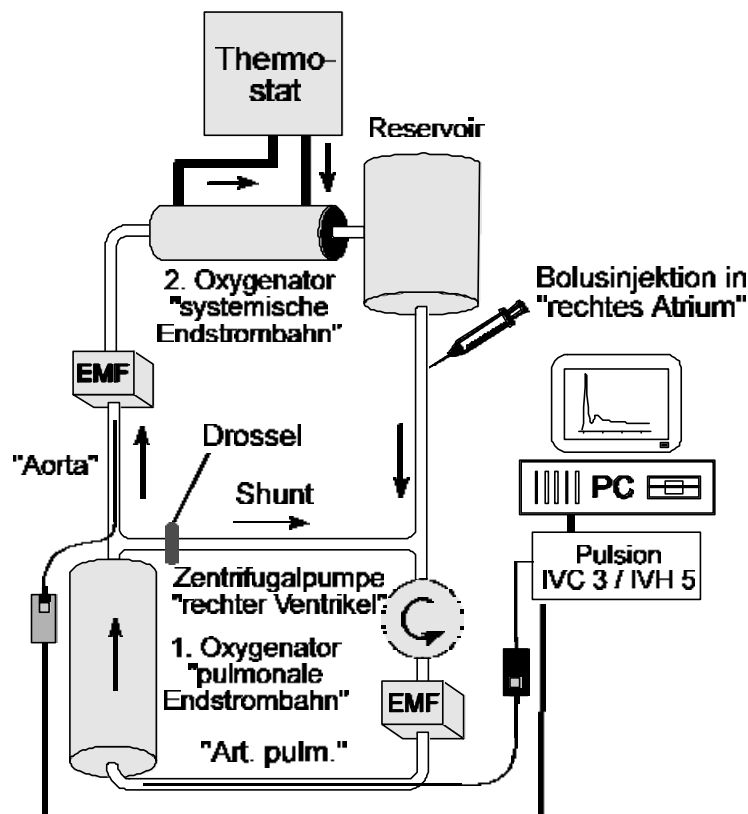 Thermo-
stat
Reservoir
2. Oxygenator
"systemische
Endstrombahn"
Bolusinjektion in
"rechtes Atrium"
EMF
Drossel
"Aorta"
Shunt
PC
Zentrifugalpumpe
"rechter Ventrikel"
Pulsion
IVC 3 / IVH 5
1. Oxygenator
"pulmonale
Endstrombahn"
EMF
"Art. pulm."